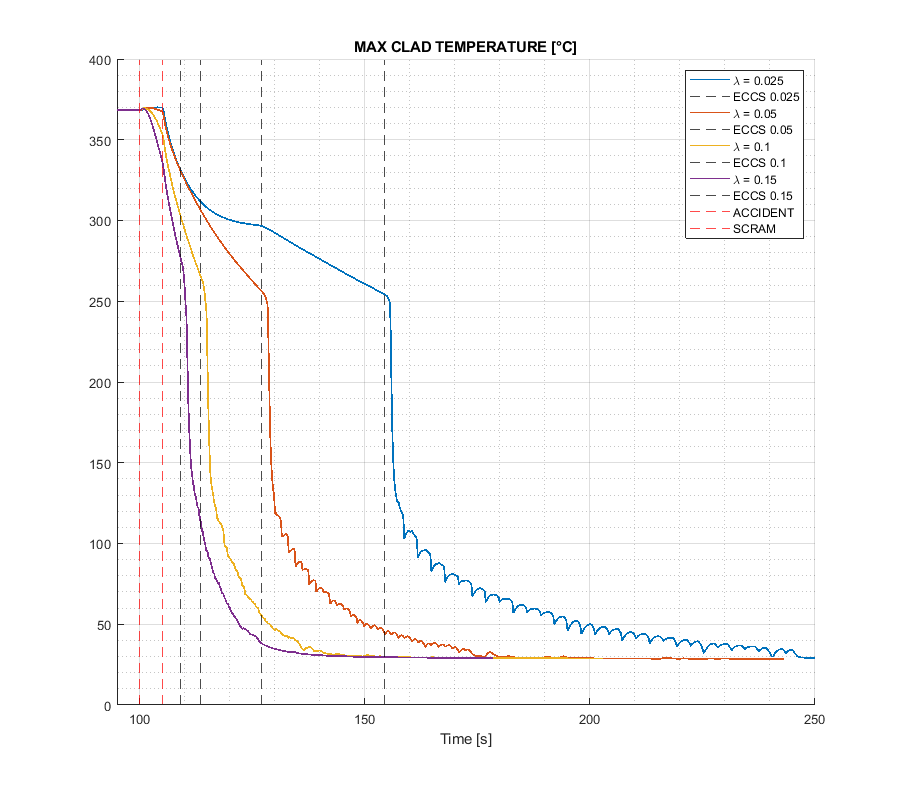 MAX CLAD TEMPERATURE [°C]
400
350
300
250
200
150
100
50
0
λ = 0.025
ECCS 0.025
λ = 0.05
ECCS 0.05
λ = 0.1
ECCS 0.1
λ = 0.15
ECCS 0.15
ACCIDENT
SCRAM
100
150
200
250
Time [s]